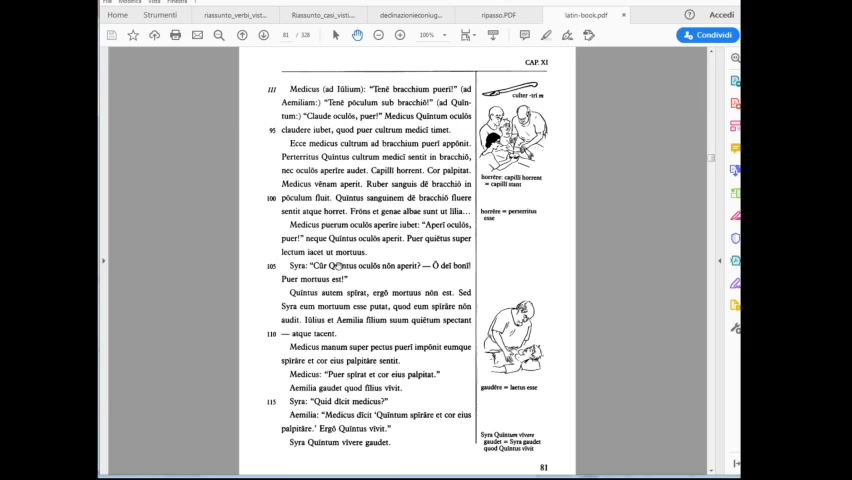 Modifica Vista Finestra
Home Strumenti riassunto_verbi_vist... Riassunto_casi_visti... declinazionieconiug... ripasso.PDF latin-book.pdf × Accedi
81 / 328 100% Condividi
CAP. XI
III Medicus (ad Iūlium): "Tenē bracchium puerī!" (ad
Aemiliam:) "Tenē pōculum sub bracchiō!" (ad Quīn-
tum:) "Claude oculōs, puer!" Medicus Quīntum oculōs
95 claudere iubet, quod puer cultrum medicī timet.
Ecce medicus cultrum ad bracchium puerī appōnit.
Perterritus Quīntus cultrum medicī sentit in bracchiō,
nec oculōs aperīre audet. Capillī horrent. Cor palpitat.
Medicus vēnam aperit. Ruber sanguis dē bracchiō in
100 pōculum fluit. Quīntus sanguinem dē bracchiō fluere
sentit atque horret. Frōns et genae albae sunt ut līlia...
Medicus puerum oculōs aperīre iubet: "Aperī oculōs,
puer!" neque Quīntus oculōs aperit. Puer quiētus super
lectum iacet ut mortuus.
105 Syra: "Cūr Quīntus oculōs nōn aperit? — Ō deī bonī!
Puer mortuus est!"
Quīntus autem spīrat, ergō mortuus nōn est. Sed
Syra eum mortuum esse putat, quod eum spīrāre nōn
audit. Iūlius et Aemilia fīlium suum quiētum spectant
110 — atque tacent.
Medicus manum super pectus puerī impōnit eumque
spīrāre et cor eius palpitāre sentit.
Medicus: "Puer spīrat et cor eius palpitat."
Aemilia gaudet quod fīlius vīvit.
115 Syra: "Quid dīcit medicus?"
Aemilia: "Medicus dīcit 'Quīntum spīrāre et cor eius
palpitāre.' Ergō Quīntus vīvit."
Syra Quīntum vīvere gaudet.
culter -trī m
horrēre: capillī horrent
= capillī stant
horrēre = perterritus
esse
gaudēre = laetus esse
Syra Quīntum vīvere
gaudet = Syra gaudet
quod Quīntus vīvit
81